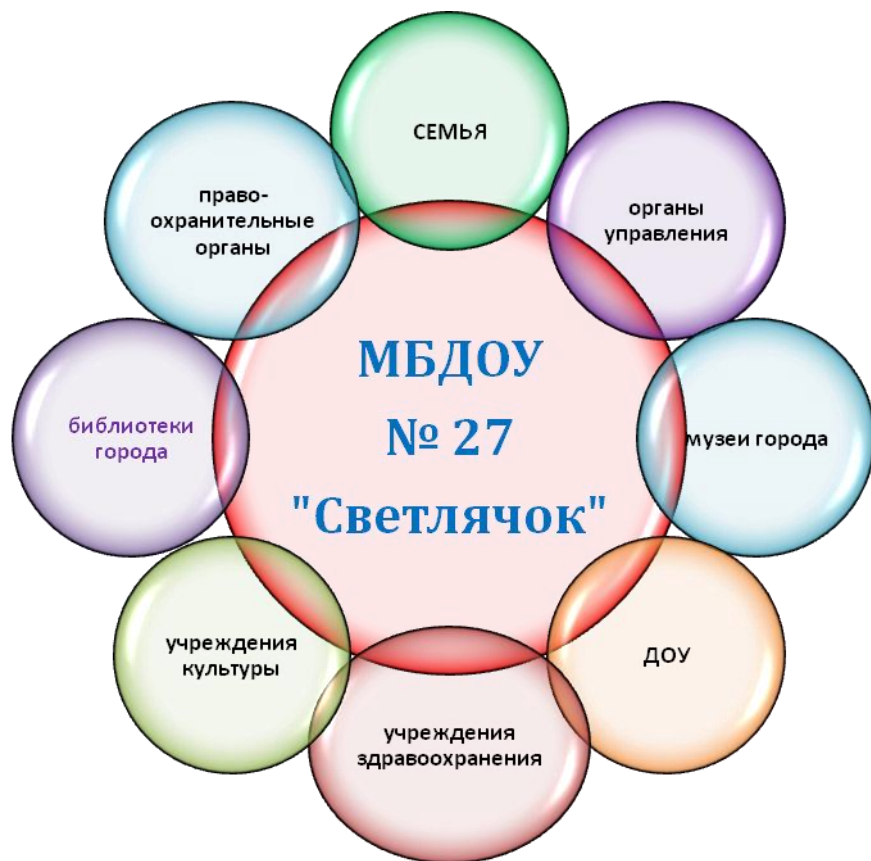 СЕМЬЯ
право-
охранительные
органы
органы
управления
МБДОУ
№ 27
"Светлячок"
библиотеки
города
музеи города
учреждения
культуры
ДОУ
учреждения
здравоохранения